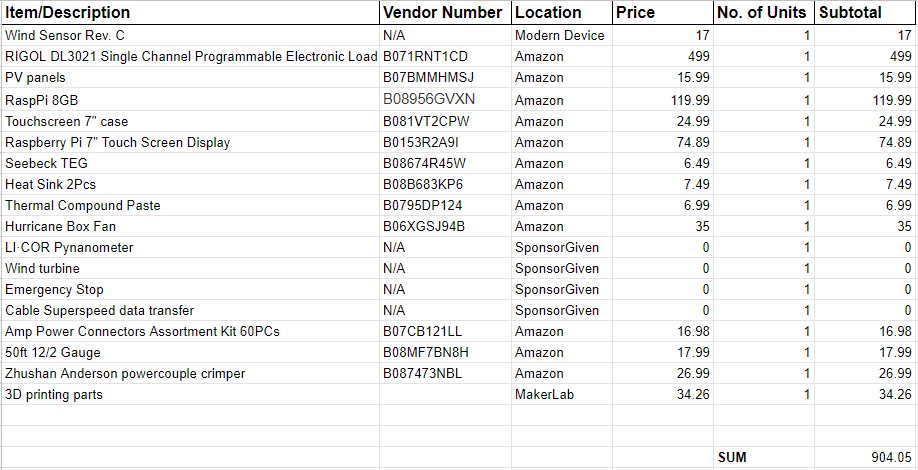 Item/Description Vendor Number Location Price No. of Units Subtotal
Wind Sensor Rev. C N/A Modern Device 17 1 17
RIGOL DL3021 Single Channel Programmable Electronic Load B071RNT1CD Amazon 499 1 499
PV panels B07BMMHMSJ Amazon 15.99 1 15.99
RaspPi 8GB B08956GVXN Amazon 119.99 1 119.99
Touchscreen 7" case B081VT2CPW Amazon 24.99 1 24.99
Raspberry Pi 7" Touch Screen Display B0153R2A9I Amazon 74.89 1 74.89
Seebeck TEG B08674R45W Amazon 6.49 1 6.49
Heat Sink 2Pcs B08B683KP6 Amazon 7.49 1 7.49
Thermal Compound Paste B0795DP124 Amazon 6.99 1 6.99
Hurricane Box Fan B06XGSJ94B Amazon 35 1 35
LI·COR Pynanometer N/A SponsorGiven 0 1 0
Wind turbine N/A SponsorGiven 0 1 0
Emergency Stop N/A SponsorGiven 0 1 0
Cable Superspeed data transfer N/A SponsorGiven 0 1 0
Amp Power Connectors Assortment Kit 60PCs B07CB121LL Amazon 16.98 1 16.98
50ft 12/2 Gauge B08MF7BN8H Amazon 17.99 1 17.99
Zhushan Anderson powercouple crimper B087473NBL Amazon 26.99 1 26.99
3D printing parts MakerLab 34.26 1 34.26
SUM 904.05